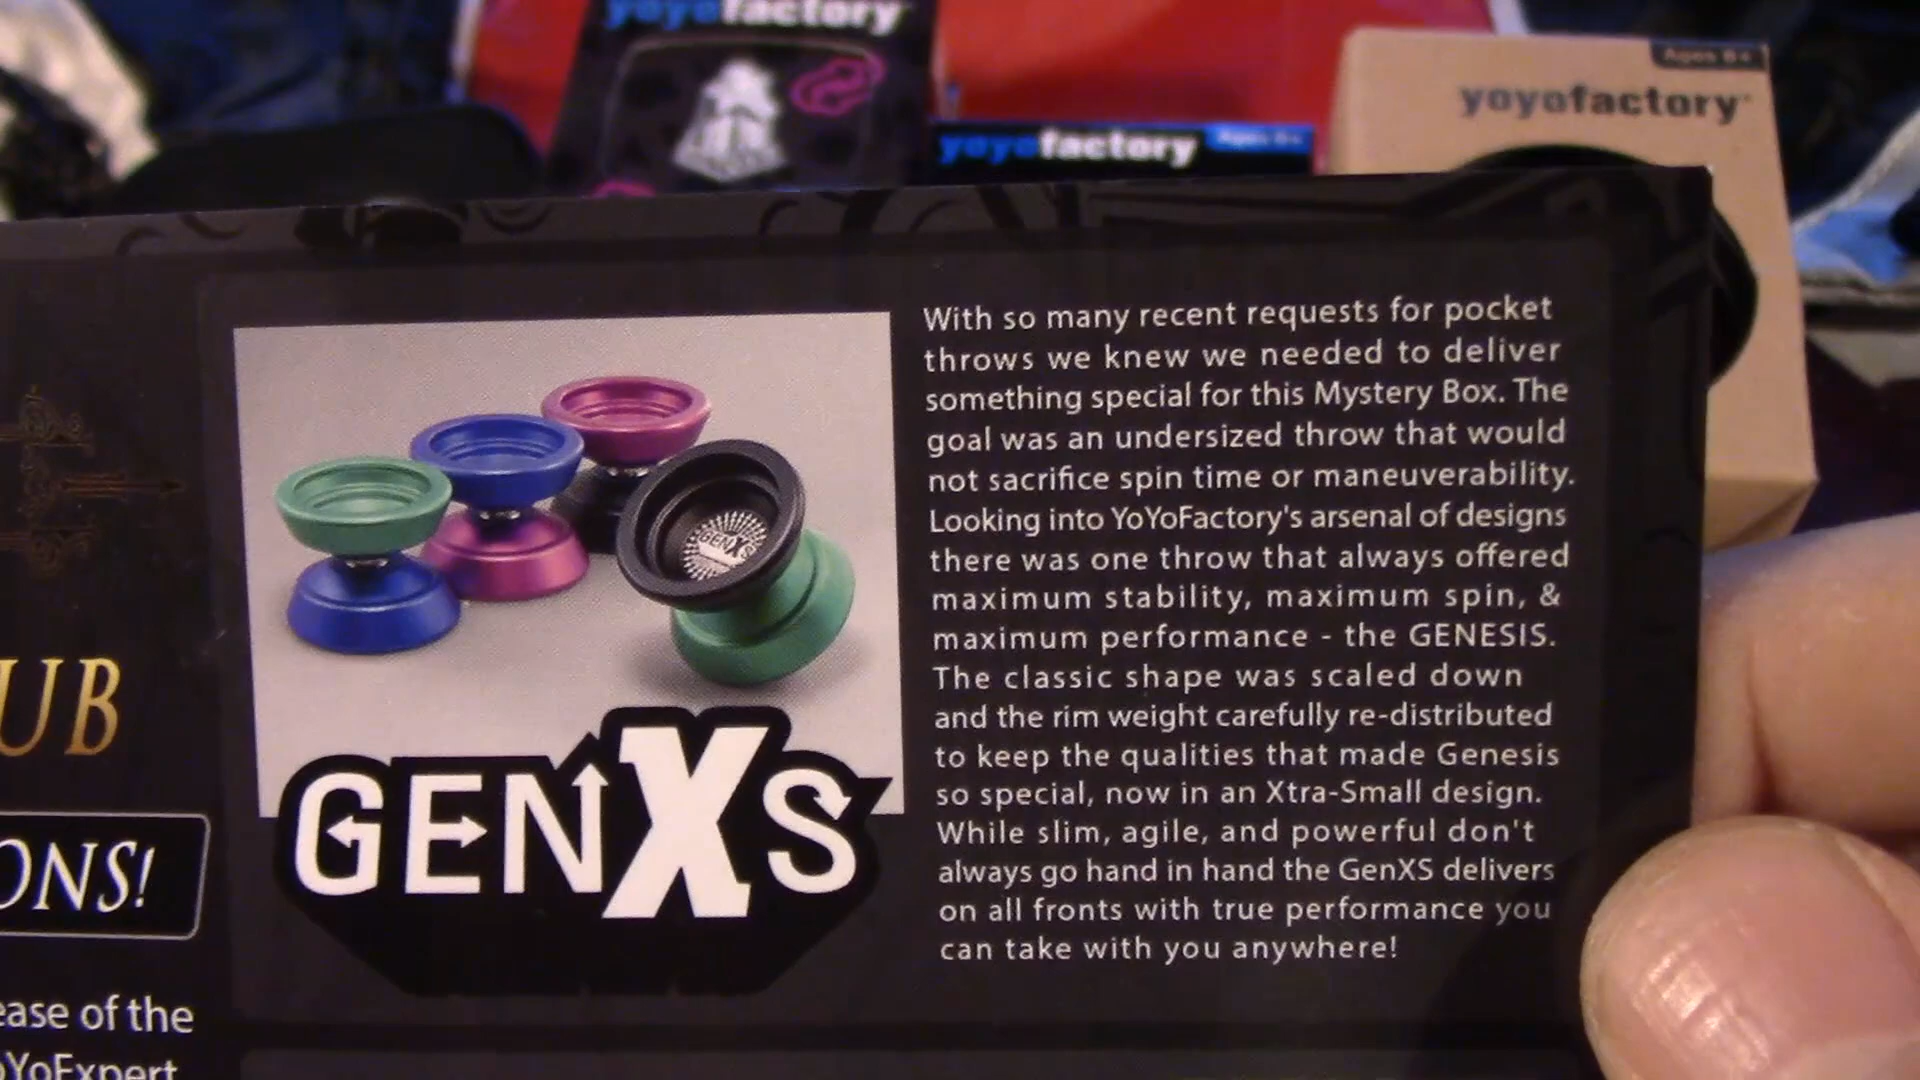 yoyofactory
yoyofactory Ages 8+
Ages 8+
yoyofactory
With so many recent requests for pocket
throws we knew we needed to deliver
something special for this Mystery Box. The
goal was an undersized throw that would
not sacrifice spin time or maneuverability.
Looking into YoYoFactory's arsenal of designs
there was one throw that always offered
maximum stability, maximum spin, &
maximum performance - the GENESIS.
The classic shape was scaled down
and the rim weight carefully re-distributed
to keep the qualities that made Genesis
so special, now in an Xtra-Small design.
While slim, agile, and powerful don't
always go hand in hand the GenXS delivers
on all fronts with true performance you
can take with you anywhere!
GENXS
GENXS
UB
ONS!
ease of the
oYoExpert